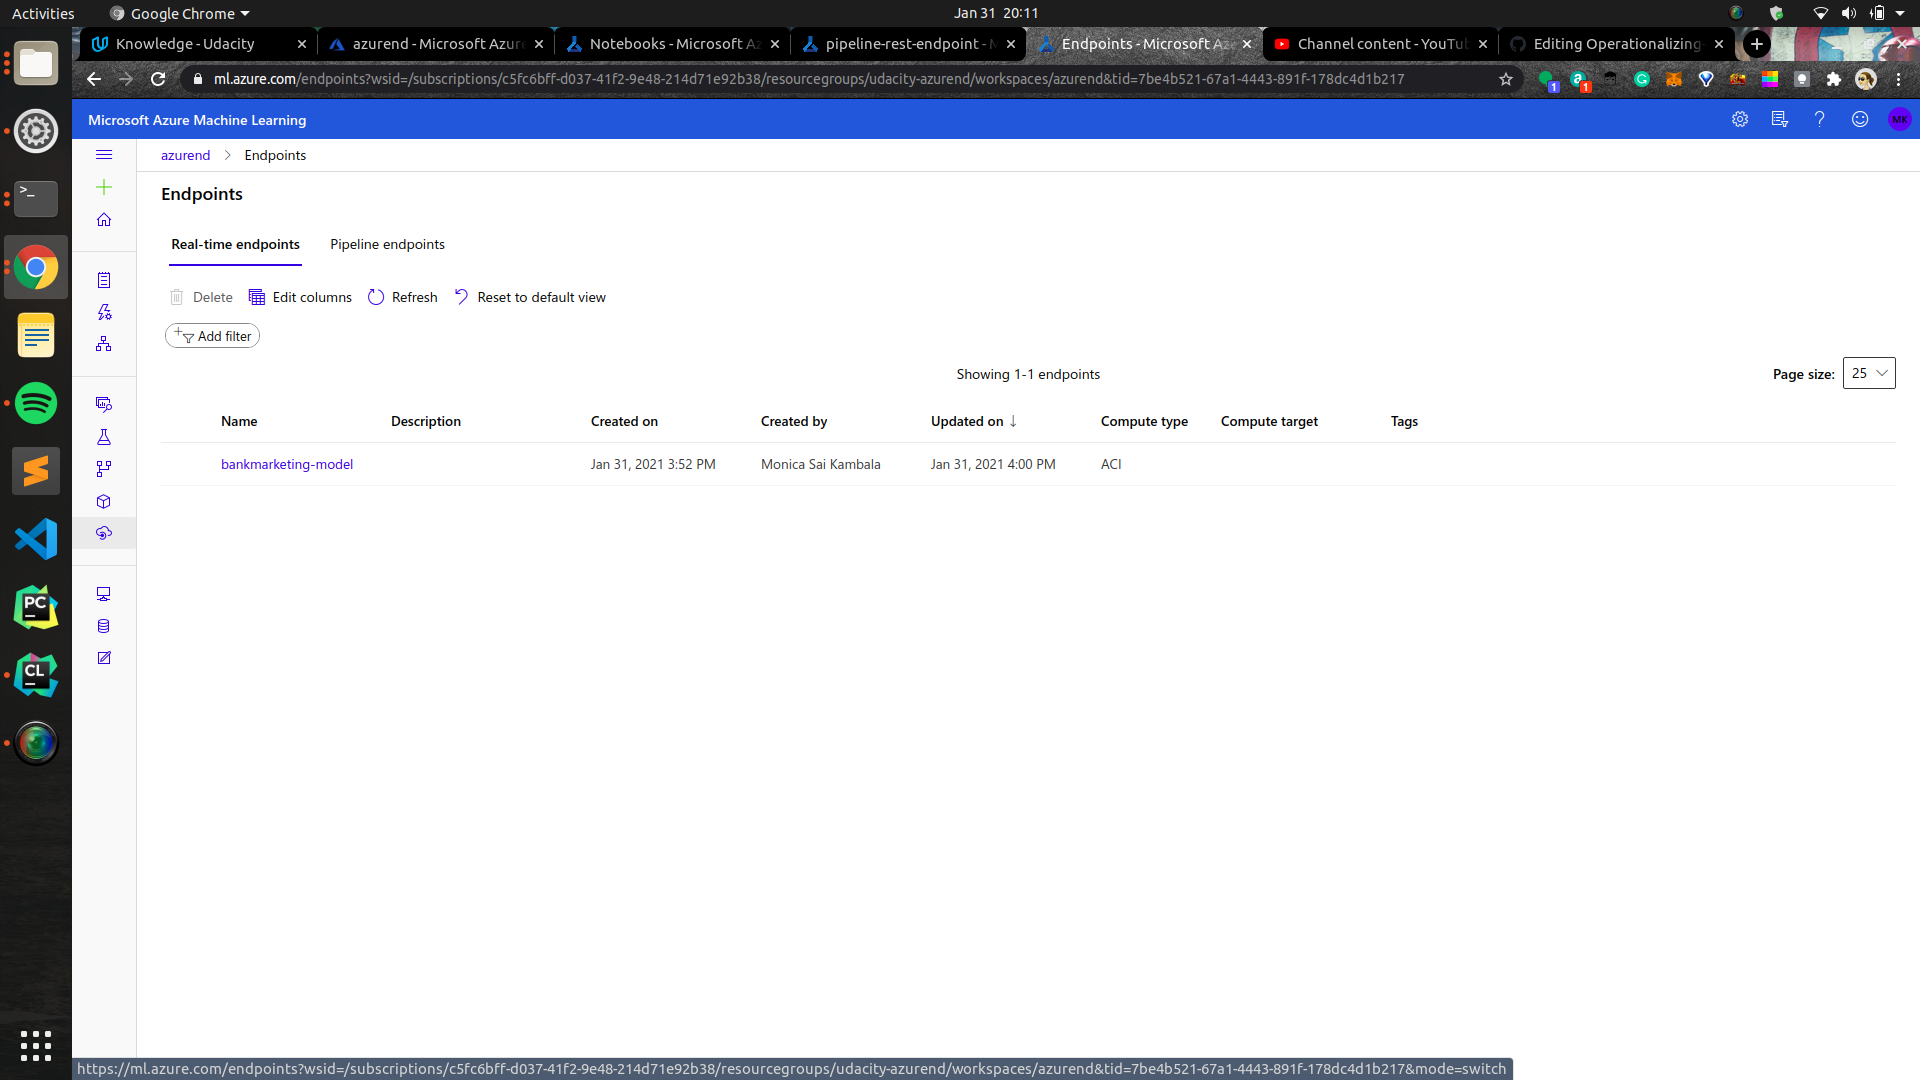 Activities
Google Chrome
Jan 31 20:11
Knowledge - Udacity
azurend - Microsoft Azure
Notebooks - Microsoft Az
pipeline-rest-endpoint - M
Endpoints - Microsoft Aze
Channel content - YouTub
Editing Operationalizing-
ml.azure.com/endpoints?wsid=/subscriptions/c5fc6bff-d037-41f2-9e48-214d71e92b38/resourcegroups/udacity-azurend/workspaces/azurend&tid=7be4b521-67a1-4443-891f-178dc4d1b217
1
1
Microsoft Azure Machine Learning
MK
azurend
Endpoints
Endpoints
Real-time endpoints
Pipeline endpoints
Delete
Edit columns
Refresh
Reset to default view
Add filter
Showing 1-1 endpoints
Page size:
25
Name
Description
Created on
Created by
Updated on ↓
Compute type
Compute target
Tags
bankmarketing-model
Jan 31, 2021 3:52 PM
Monica Sai Kambala
Jan 31, 2021 4:00 PM
ACI
PC
CL
https://ml.azure.com/endpoints?wsid=/subscriptions/c5fc6bff-d037-41f2-9e48-214d71e92b38/resourcegroups/udacity-azurend/workspaces/azurend&tid=7be4b521-67a1-4443-891f-178dc4d1b217&mode=switch